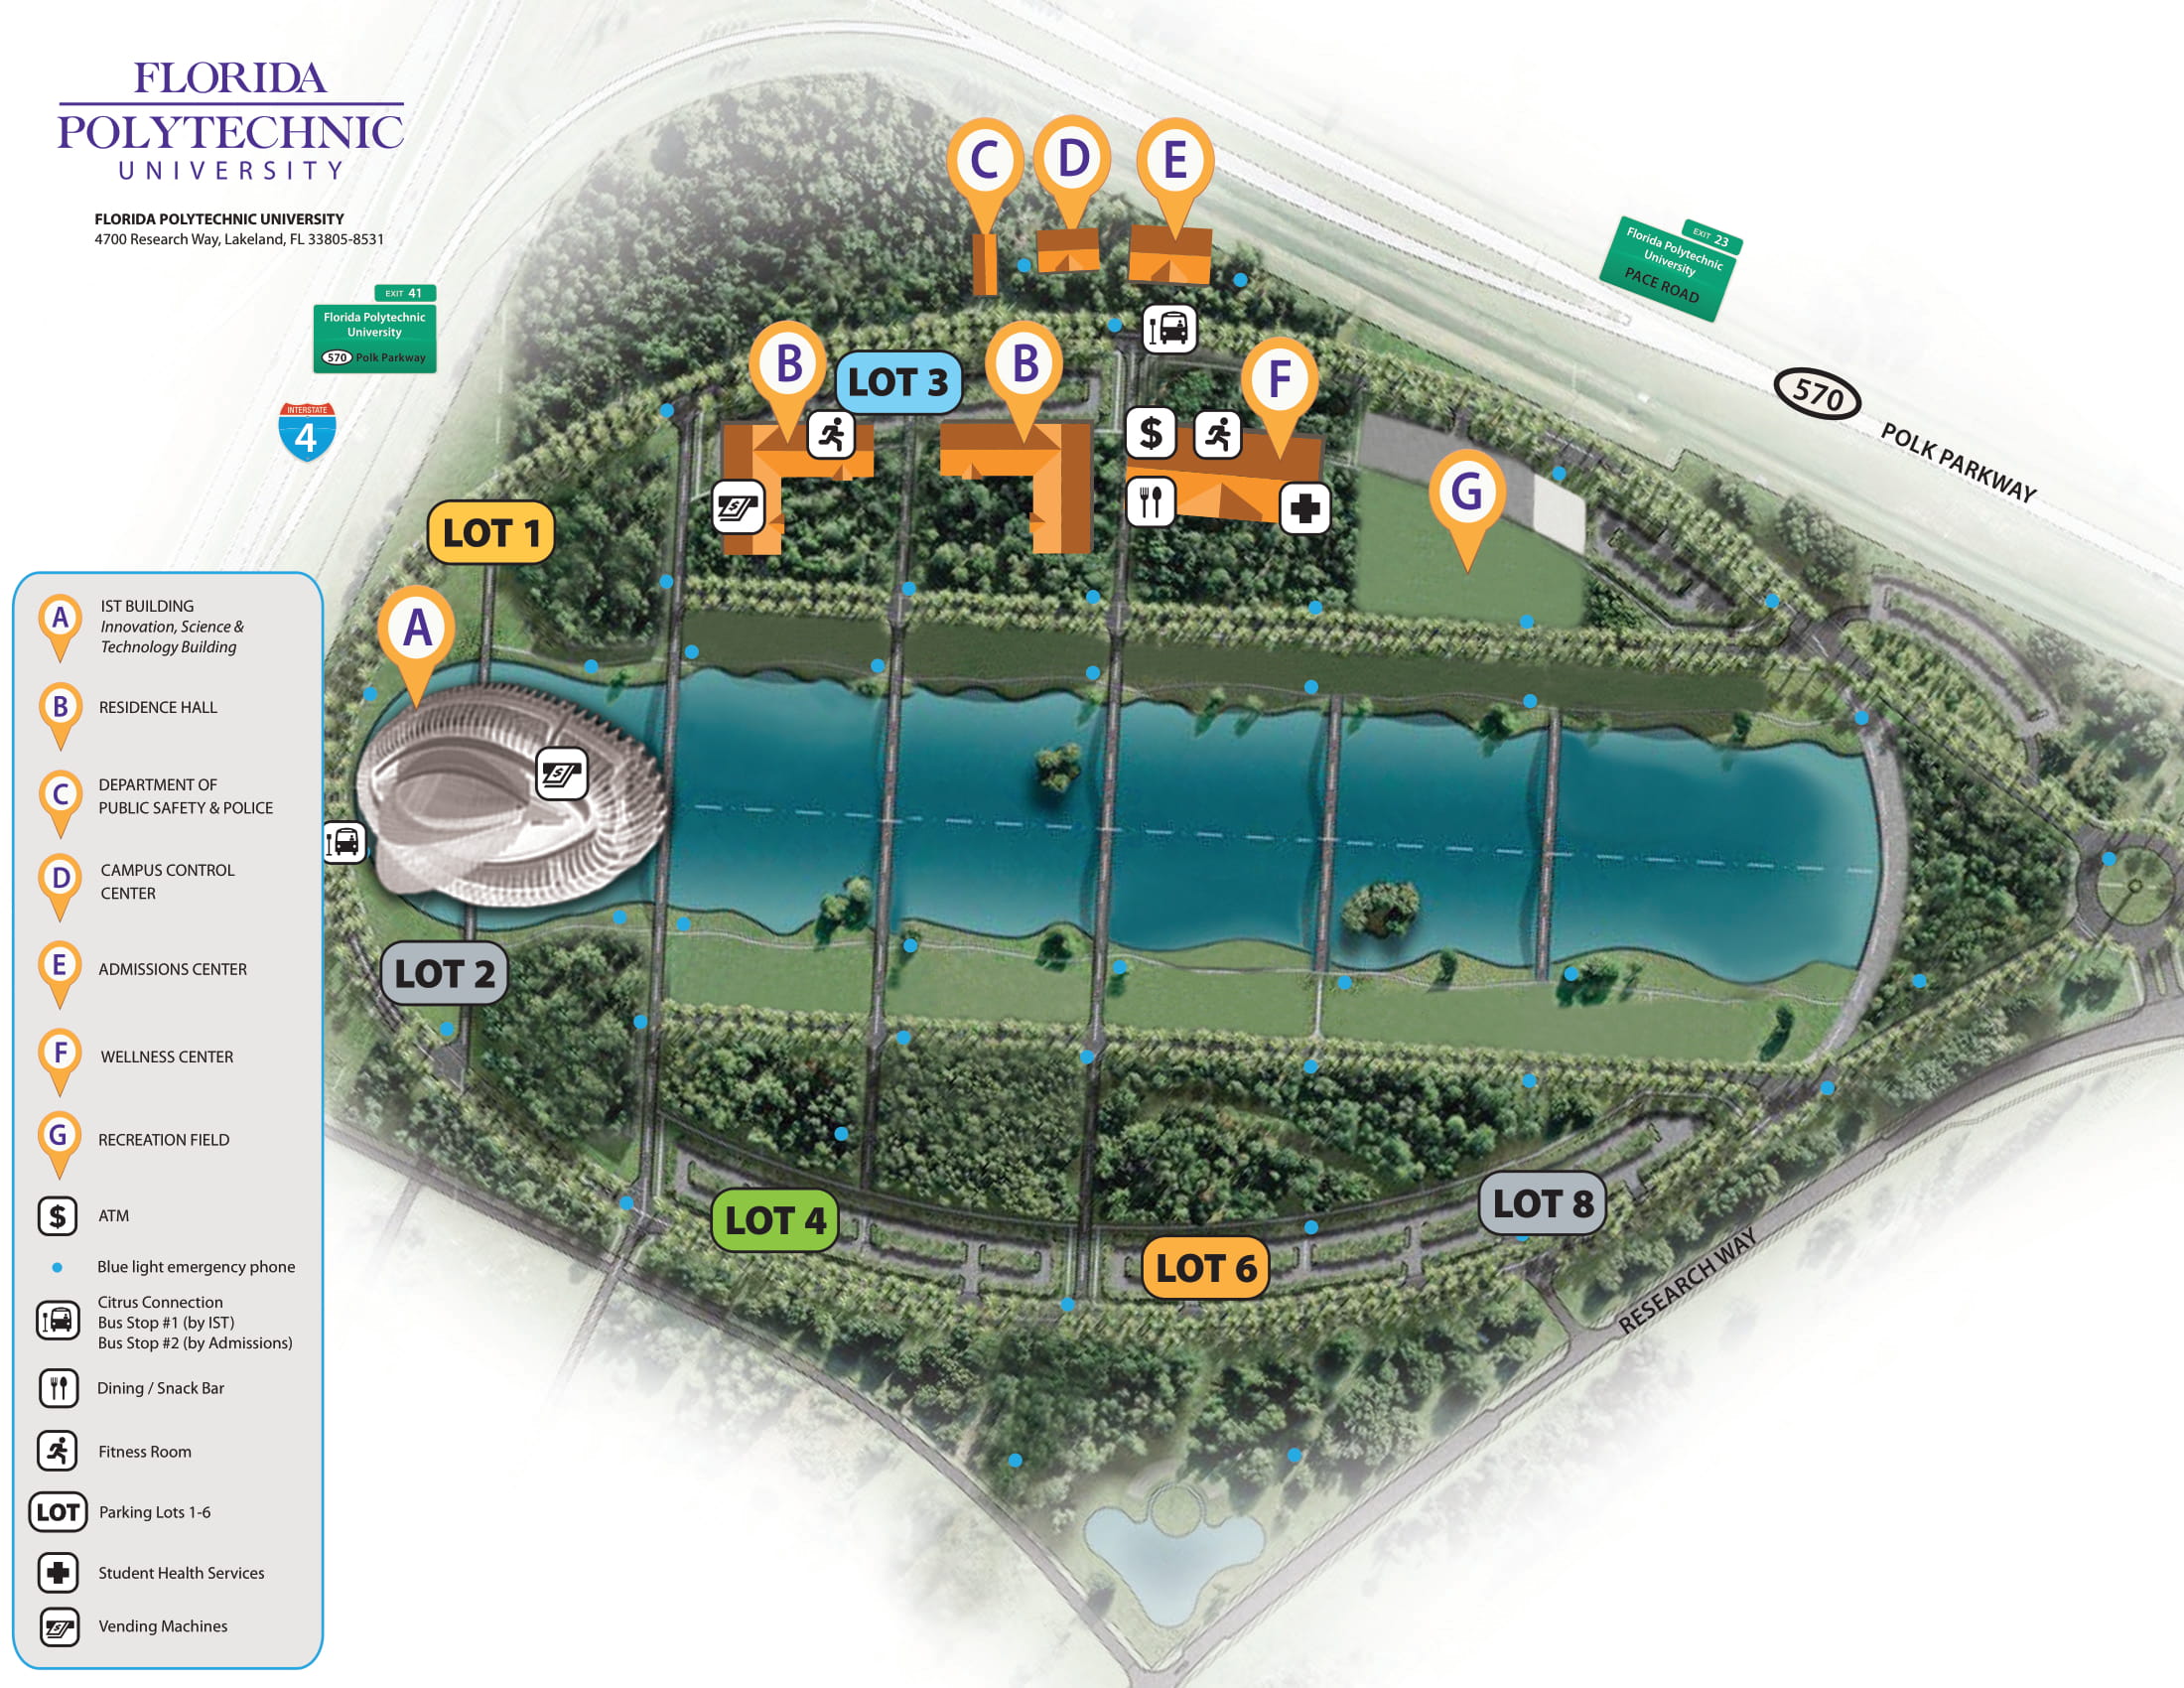 FLORIDA
POLYTECHNIC
UNIVERSITY
FLORIDA POLYTECHNIC UNIVERSITY
4700 Research Way, Lakeland, FL 33805-8531
EXIT 41
Florida Polytechnic
University
570 Polk Parkway
INTERSTATE
4
EXIT 23
Florida Polytechnic
University
PACE ROAD
570
POLK PARKWAY
C
D
E
B
LOT 3
B
F
$
$
G
LOT 1
A
$
LOT 2
LOT 4
LOT 6
LOT 8
RESEARCH WAY
A
IST BUILDING
Innovation, Science &
Technology Building
B
RESIDENCE HALL
C
DEPARTMENT OF
PUBLIC SAFETY & POLICE
D
CAMPUS CONTROL
CENTER
E
ADMISSIONS CENTER
F
WELLNESS CENTER
G
RECREATION FIELD
$
ATM
Blue light emergency phone
Citrus Connection
Bus Stop #1 (by IST)
Bus Stop #2 (by Admissions)
Dining / Snack Bar
Fitness Room
LOT
Parking Lots 1-6
Student Health Services
$
Vending Machines